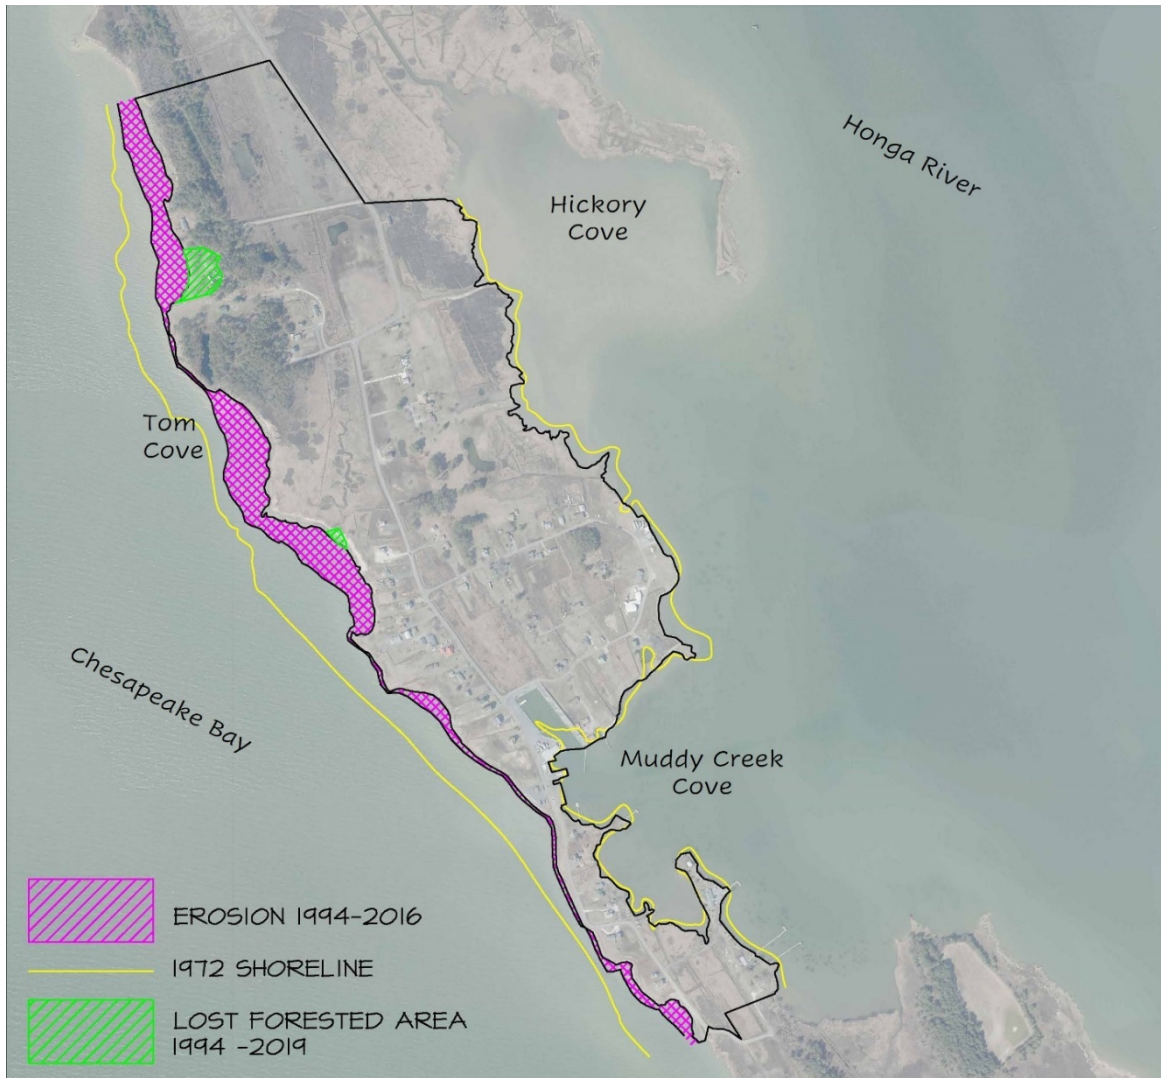 Honga River
Hickory
Cove
Tom
Cove
Chesapeake Bay
Muddy Creek
Cove
EROSION 1994-2016
1972 SHORELINE
LOST FORESTED AREA
1994 -2019